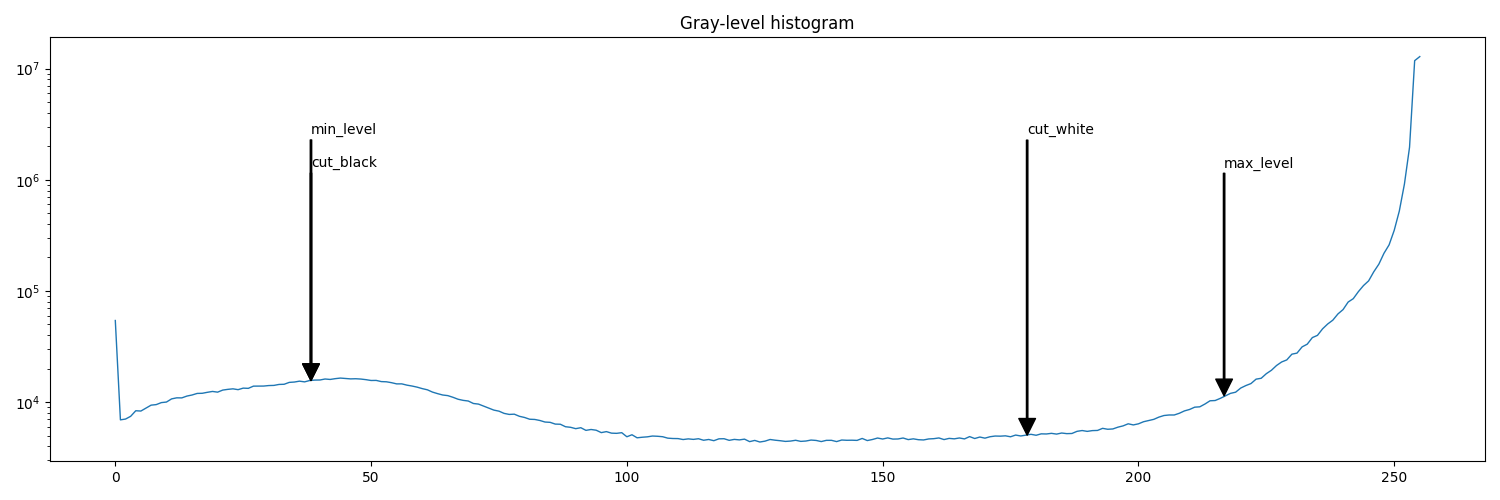 Gray-level histogram
10⁷
10⁶
10⁵
10⁴
min_level
cut_black
cut_white
max_level
0 50 100 150 200 250